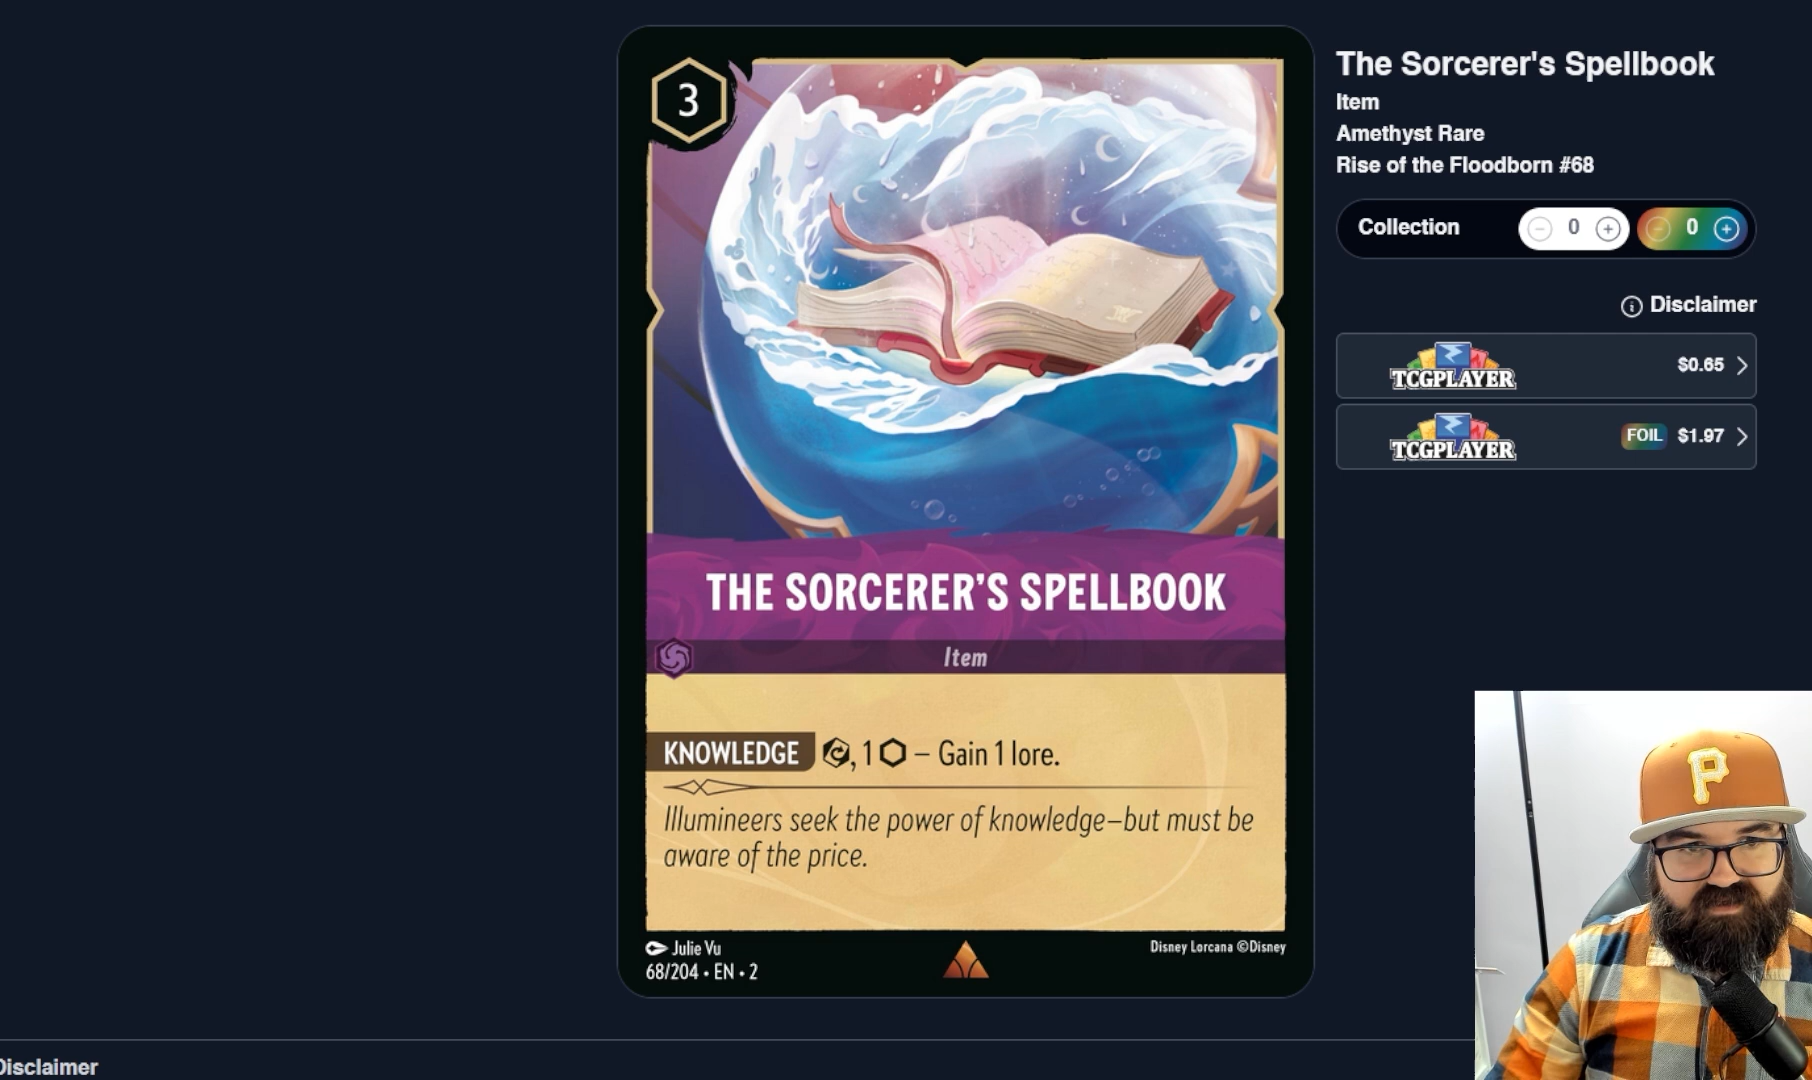 3
THE SORCERER'S SPELLBOOK
Item
KNOWLEDGE , 1 – Gain 1 lore.
Illumineers seek the power of knowledge–but must be
aware of the price.
Julie Vu
68/204 • EN • 2
Disney Lorcana ©Disney
The Sorcerer's Spellbook
Item
Amethyst Rare
Rise of the Floodborn #68
Collection 0 0
Disclaimer
TCGPLAYER $0.65
TCGPLAYER FOIL $1.97
P
Disclaimer